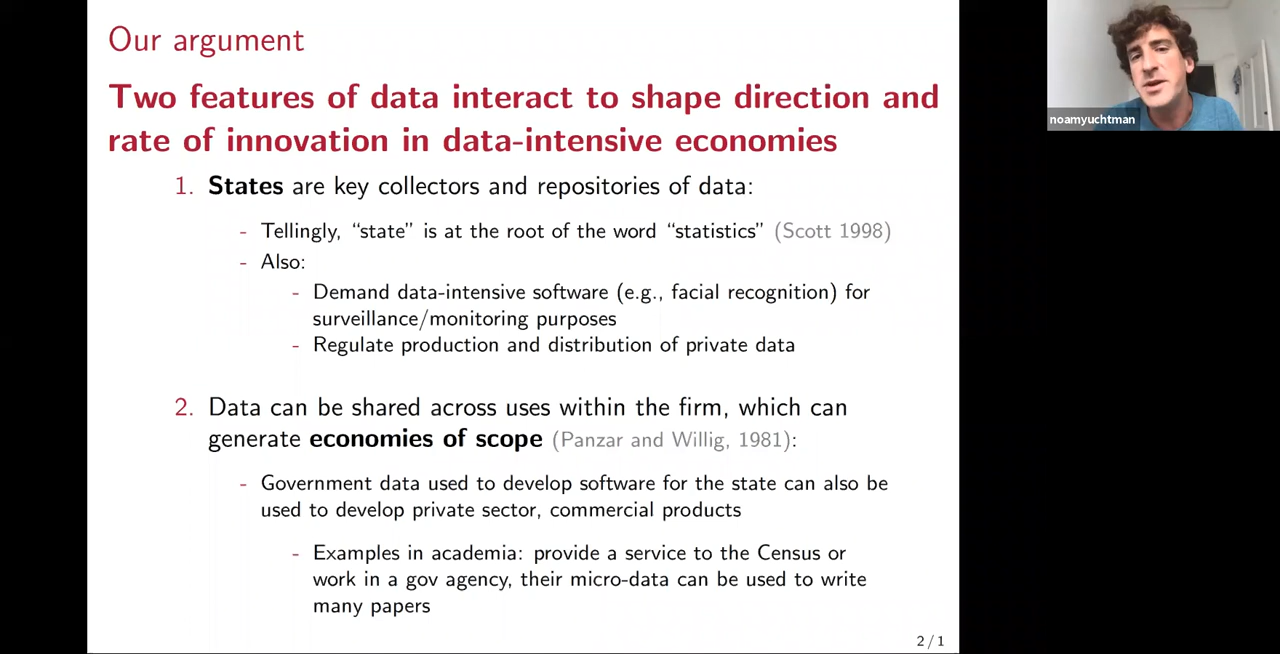 Our argument
Two features of data interact to shape direction and
rate of innovation in data-intensive economies
1. States are key collectors and repositories of data:
- Tellingly, “state” is at the root of the word “statistics” (Scott 1998)
- Also:
- Demand data-intensive software (e.g., facial recognition) for
surveillance/monitoring purposes
- Regulate production and distribution of private data
2. Data can be shared across uses within the firm, which can
generate economies of scope (Panzar and Willig, 1981):
- Government data used to develop software for the state can also be
used to develop private sector, commercial products
- Examples in academia: provide a service to the Census or
work in a gov agency, their micro-data can be used to write
many papers
2 / 1
noamyuchtman